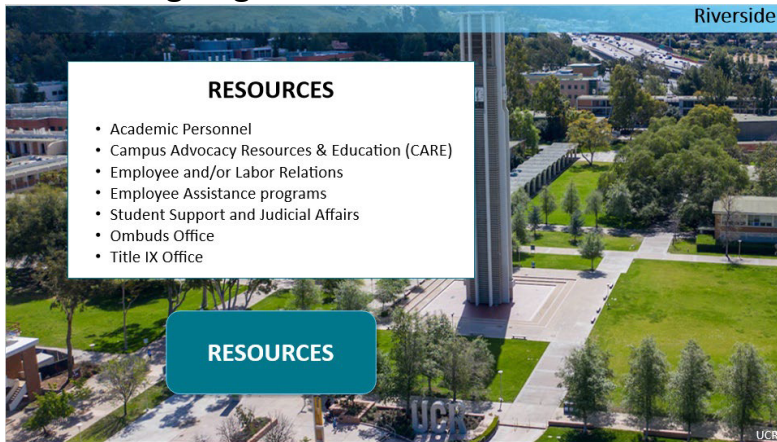 Riverside
RESOURCES
• Academic Personnel
• Campus Advocacy Resources & Education (CARE)
• Employee and/or Labor Relations
• Employee Assistance programs
• Student Support and Judicial Affairs
• Ombuds Office
• Title IX Office
RESOURCES
UCR
UCR